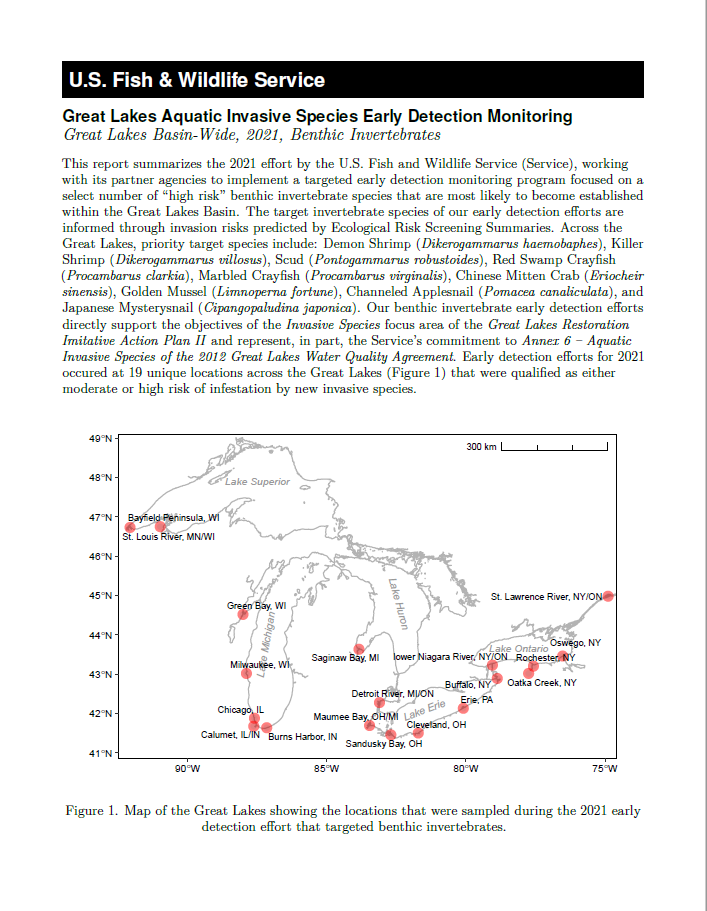 U.S. Fish & Wildlife Service
Great Lakes Aquatic Invasive Species Early Detection Monitoring
Great Lakes Basin-Wide, 2021, Benthic Invertebrates
This report summarizes the 2021 effort by the U.S. Fish and Wildlife Service (Service), working
with its partner agencies to implement a targeted early detection monitoring program focused on a
select number of “high risk” benthic invertebrate species that are most likely to become established
within the Great Lakes Basin. The target invertebrate species of our early detection efforts are
informed through invasion risks predicted by Ecological Risk Screening Summaries. Across the
Great Lakes, priority target species include: Demon Shrimp (Dikerogammarus haemobaphes), Killer
Shrimp (Dikerogammarus villosus), Scud (Pontogammarus robustoides), Red Swamp Crayfish
(Procambarus clarkia), Marbled Crayfish (Procambarus virginalis), Chinese Mitten Crab (Eriocheir
sinensis), Golden Mussel (Limnoperna fortune), Channeled Applesnail (Pomacea canaliculata), and
Japanese Mysterysnail (Cipangopaludina japonica). Our benthic invertebrate early detection efforts
directly support the objectives of the Invasive Species focus area of the Great Lakes Restoration
Imitative Action Plan II and represent, in part, the Service’s commitment to Annex 6 – Aquatic
Invasive Species of the 2012 Great Lakes Water Quality Agreement. Early detection efforts for 2021
occured at 19 unique locations across the Great Lakes (Figure 1) that were qualified as either
moderate or high risk of infestation by new invasive species.
49°N
300 km
48°N
Lake Superior
47°N
Bayfield Peninsula, WI
St. Louis River, MN/WI
46°N
45°N
St. Lawrence River, NY/ON
Green Bay, WI
Lake Huron
Lake Michigan
44°N
Oswego, NY
Lake Ontario
Saginaw Bay, MI
lower Niagara River, NY/ON
Rochester, NY
Milwaukee, WI
43°N
Buffalo, NY
Oatka Creek, NY
Detroit River, MI/ON
Erie, PA
42°N
Chicago, IL
Maumee Bay, OH/MI
Lake Erie
Cleveland, OH
Calumet, IL/IN
Burns Harbor, IN
Sandusky Bay, OH
41°N
90°W
85°W
80°W
75°W
Figure 1. Map of the Great Lakes showing the locations that were sampled during the 2021 early
detection effort that targeted benthic invertebrates.